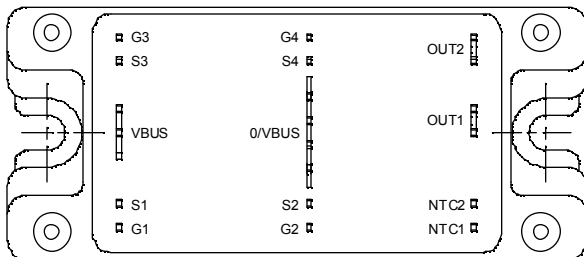 G3 G4
OUT2
S3 S4
VBUS 0/VBUS OUT1
S1 S2 NTC2
G1 G2 NTC1